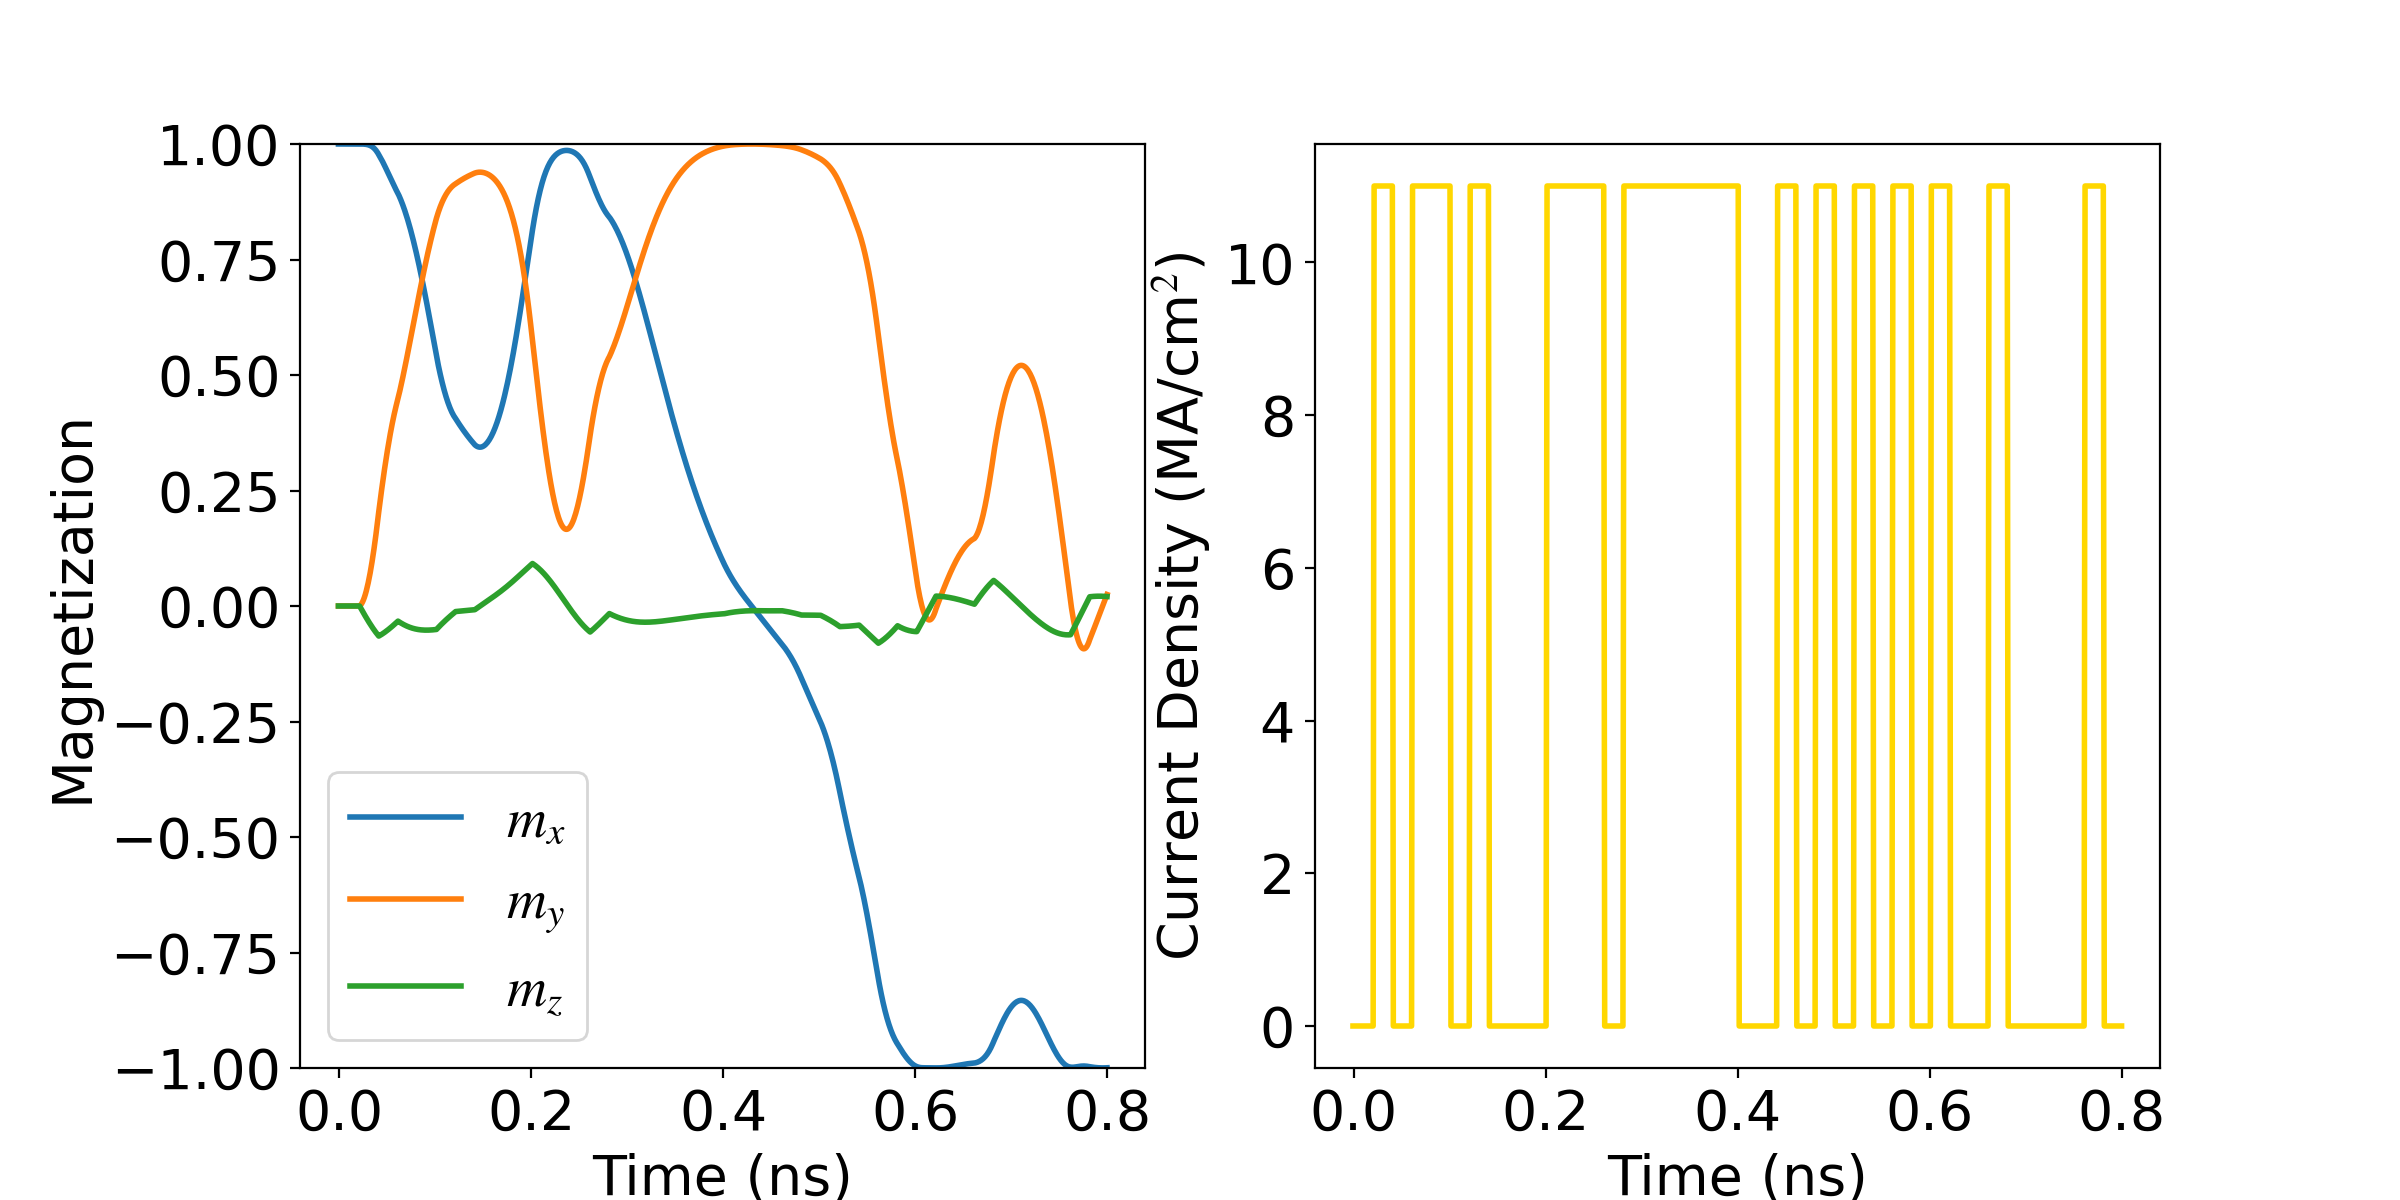 1.00
0.75
0.50
0.25
0.00
−0.25
−0.50
−0.75
−1.00
Magnetization
m_x
m_y
m_z
0.0 0.2 0.4 0.6 0.8
Time (ns)
10
8
6
4
2
0
Current Density (MA/cm²)
0.0 0.2 0.4 0.6 0.8
Time (ns)